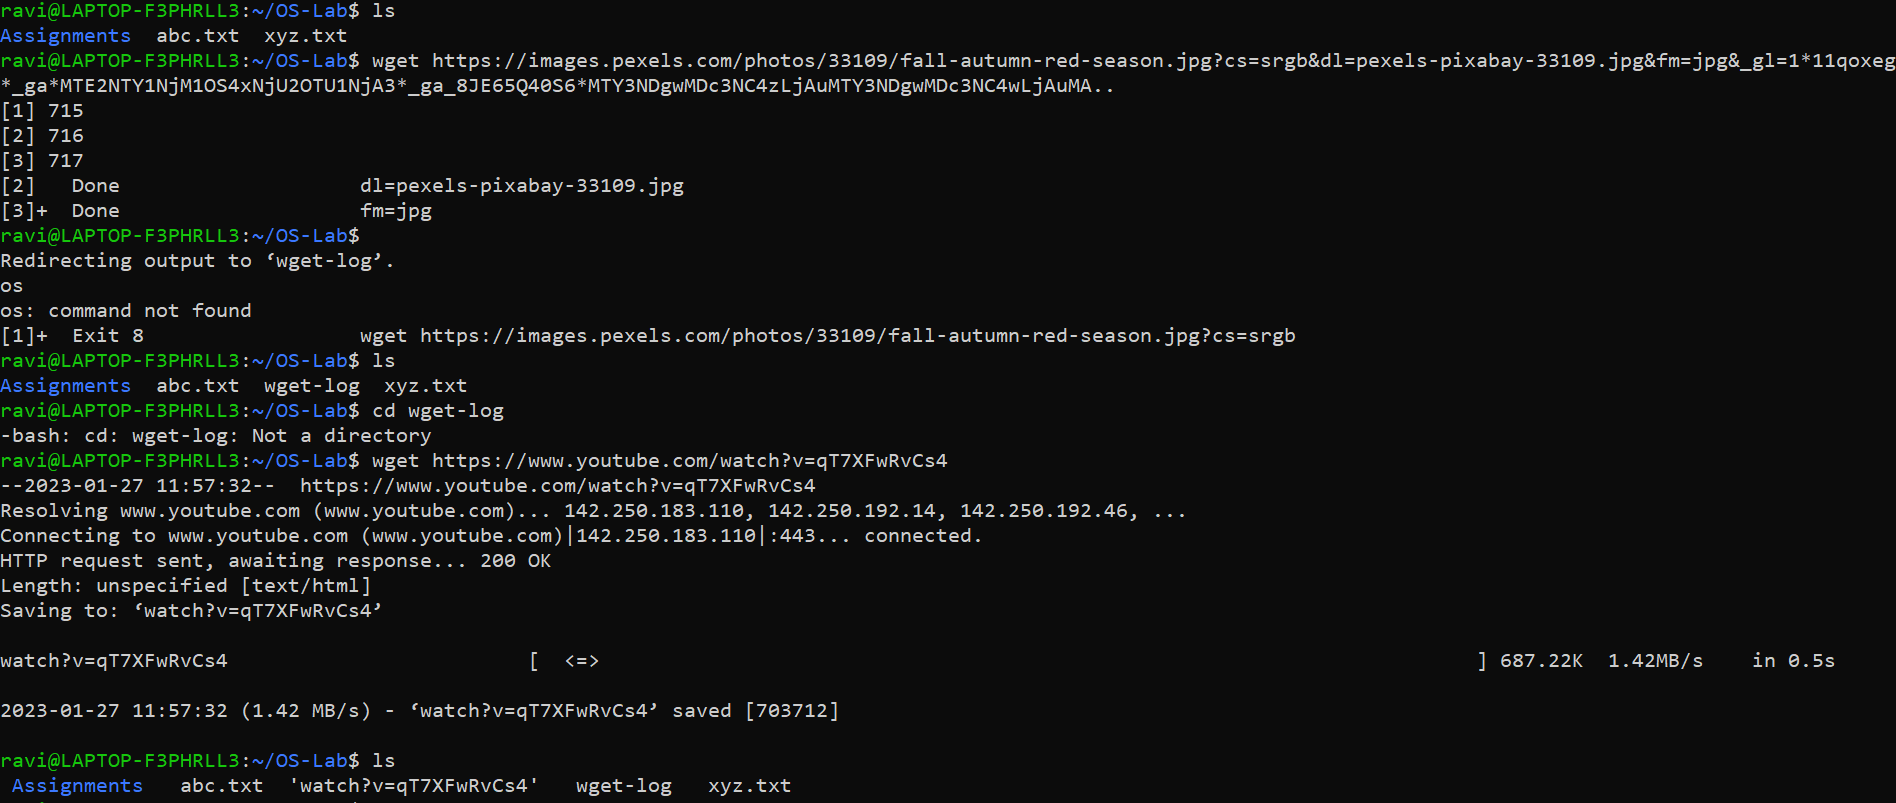 ravi@LAPTOP-F3PHRLL3:~/OS-Lab$ ls
Assignments  abc.txt  xyz.txt
ravi@LAPTOP-F3PHRLL3:~/OS-Lab$ wget https://images.pexels.com/photos/33109/fall-autumn-red-season.jpg?cs=srgb&dl=pexels-pixabay-33109.jpg&fm=jpg&_gl=1*11qoxeg
*_ga*MTE2NTY1NjM1OS4xNjU2OTU1NjA3*_ga_8JE65Q40S6*MTY3NDgwMDc3NC4zLjAuMTY3NDgwMDc3NC4wLjAuMA..
[1] 715
[2] 716
[3] 717
[2]   Done                    dl=pexels-pixabay-33109.jpg
[3]+  Done                    fm=jpg
ravi@LAPTOP-F3PHRLL3:~/OS-Lab$
Redirecting output to ‘wget-log’.
os
os: command not found
[1]+  Exit 8                  wget https://images.pexels.com/photos/33109/fall-autumn-red-season.jpg?cs=srgb
ravi@LAPTOP-F3PHRLL3:~/OS-Lab$ ls
Assignments  abc.txt  wget-log  xyz.txt
ravi@LAPTOP-F3PHRLL3:~/OS-Lab$ cd wget-log
-bash: cd: wget-log: Not a directory
ravi@LAPTOP-F3PHRLL3:~/OS-Lab$ wget https://www.youtube.com/watch?v=qT7XFwRvCs4
--2023-01-27 11:57:32--  https://www.youtube.com/watch?v=qT7XFwRvCs4
Resolving www.youtube.com (www.youtube.com)... 142.250.183.110, 142.250.192.14, 142.250.192.46, ...
Connecting to www.youtube.com (www.youtube.com)|142.250.183.110|:443... connected.
HTTP request sent, awaiting response... 200 OK
Length: unspecified [text/html]
Saving to: ‘watch?v=qT7XFwRvCs4’
watch?v=qT7XFwRvCs4                         [  <=>                                                                         ] 687.22K  1.42MB/s    in 0.5s
2023-01-27 11:57:32 (1.42 MB/s) - ‘watch?v=qT7XFwRvCs4’ saved [703712]
ravi@LAPTOP-F3PHRLL3:~/OS-Lab$ ls
 Assignments   abc.txt  'watch?v=qT7XFwRvCs4'   wget-log   xyz.txt